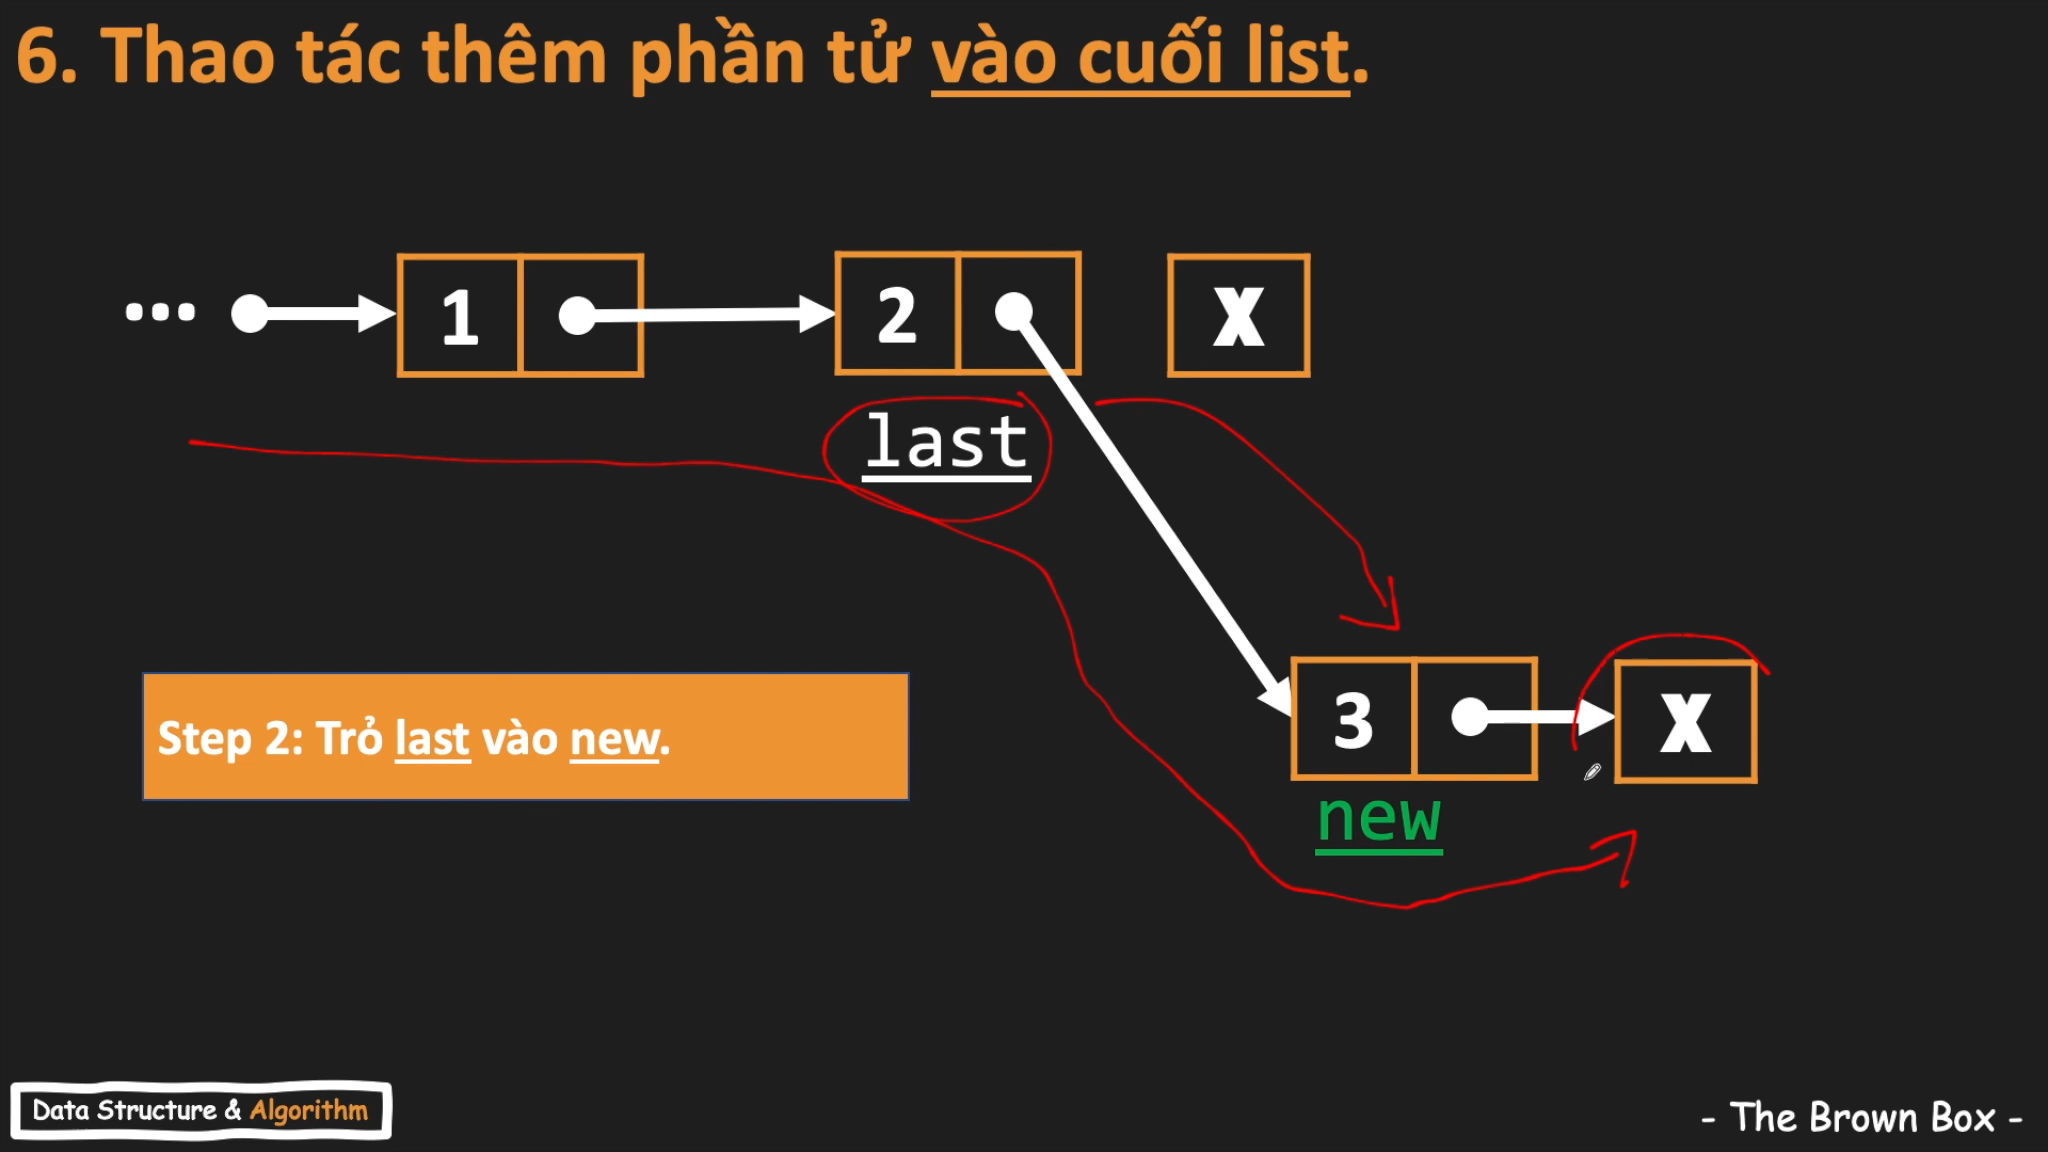 6. Thao tác thêm phần tử vào cuối list.
... 1 2 X
last
3 X
Step 2: Trỏ last vào new.
new
Data Structure & Algorithm
- The Brown Box -